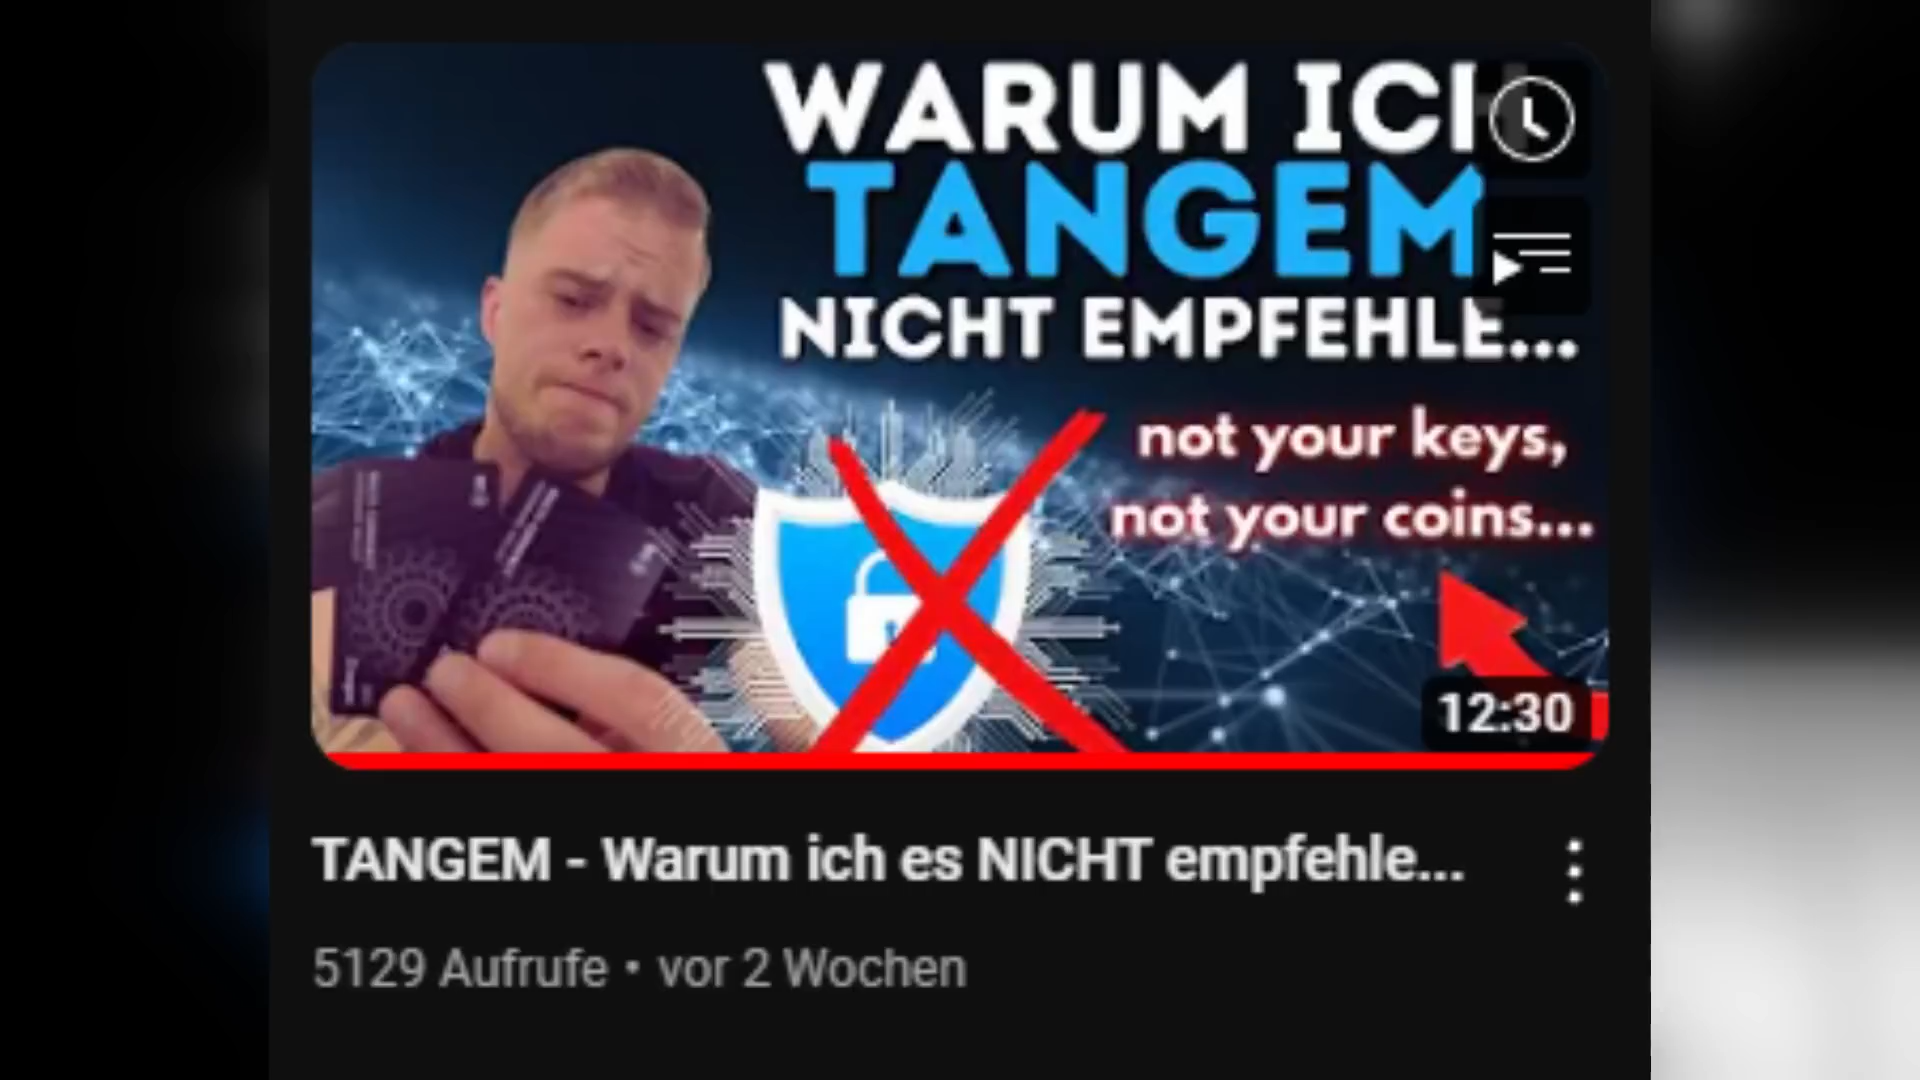 WARUM ICH
TANGEM
NICHT EMPFEHLE...
not your keys,
not your coins...
12:30
TANGEM - Warum ich es NICHT empfehle...
5129 Aufrufe • vor 2 Wochen